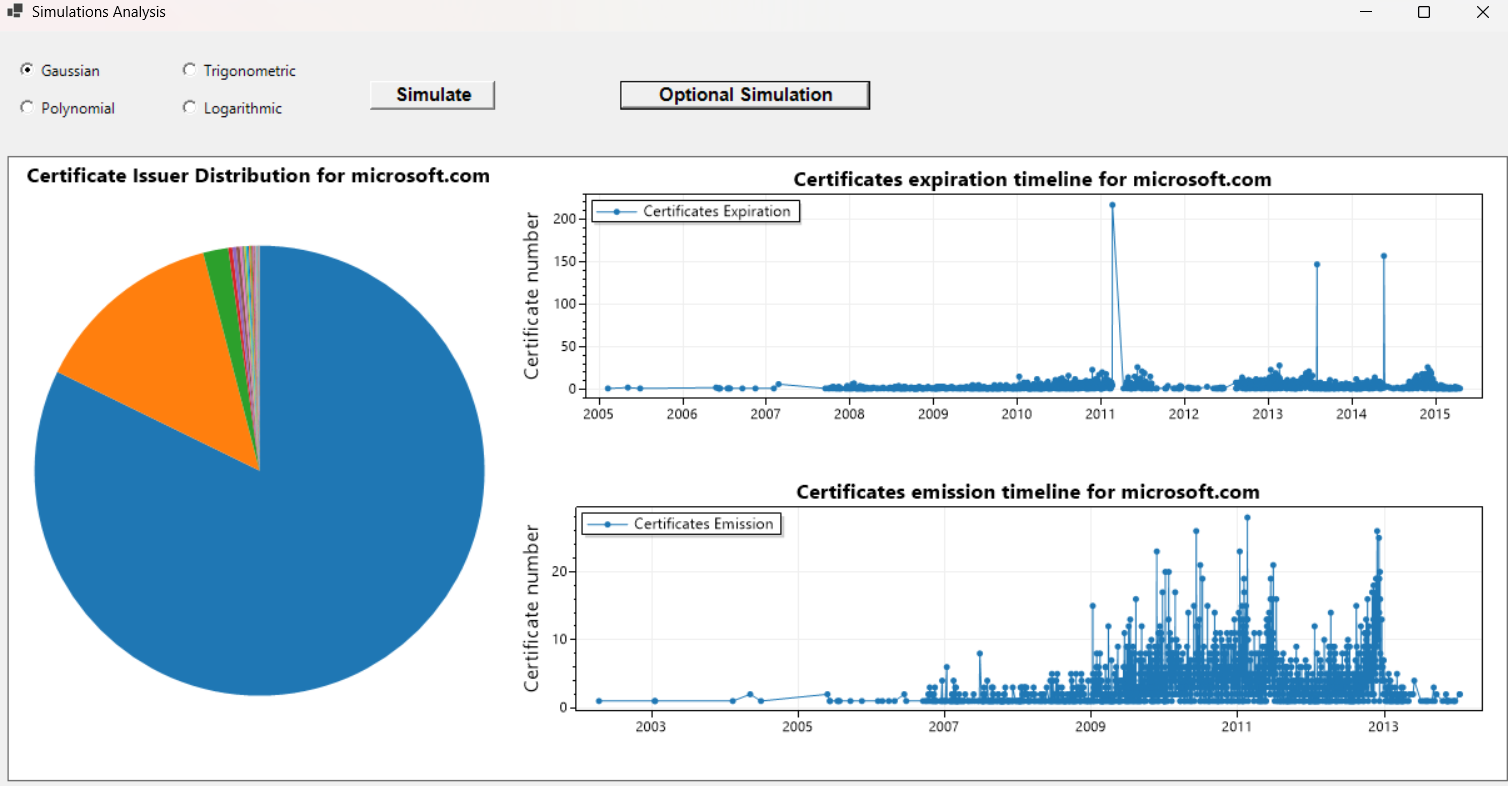 Simulations Analysis
Gaussian
Trigonometric
Polynomial
Logarithmic
Simulate
Optional Simulation
Certificate Issuer Distribution for microsoft.com
Certificates expiration timeline for microsoft.com
Certificates Expiration
Certificate number
200
150
100
50
0
2005 2006 2007 2008 2009 2010 2011 2012 2013 2014 2015
Certificates emission timeline for microsoft.com
Certificates Emission
Certificate number
20
10
0
2003 2005 2007 2009 2011 2013